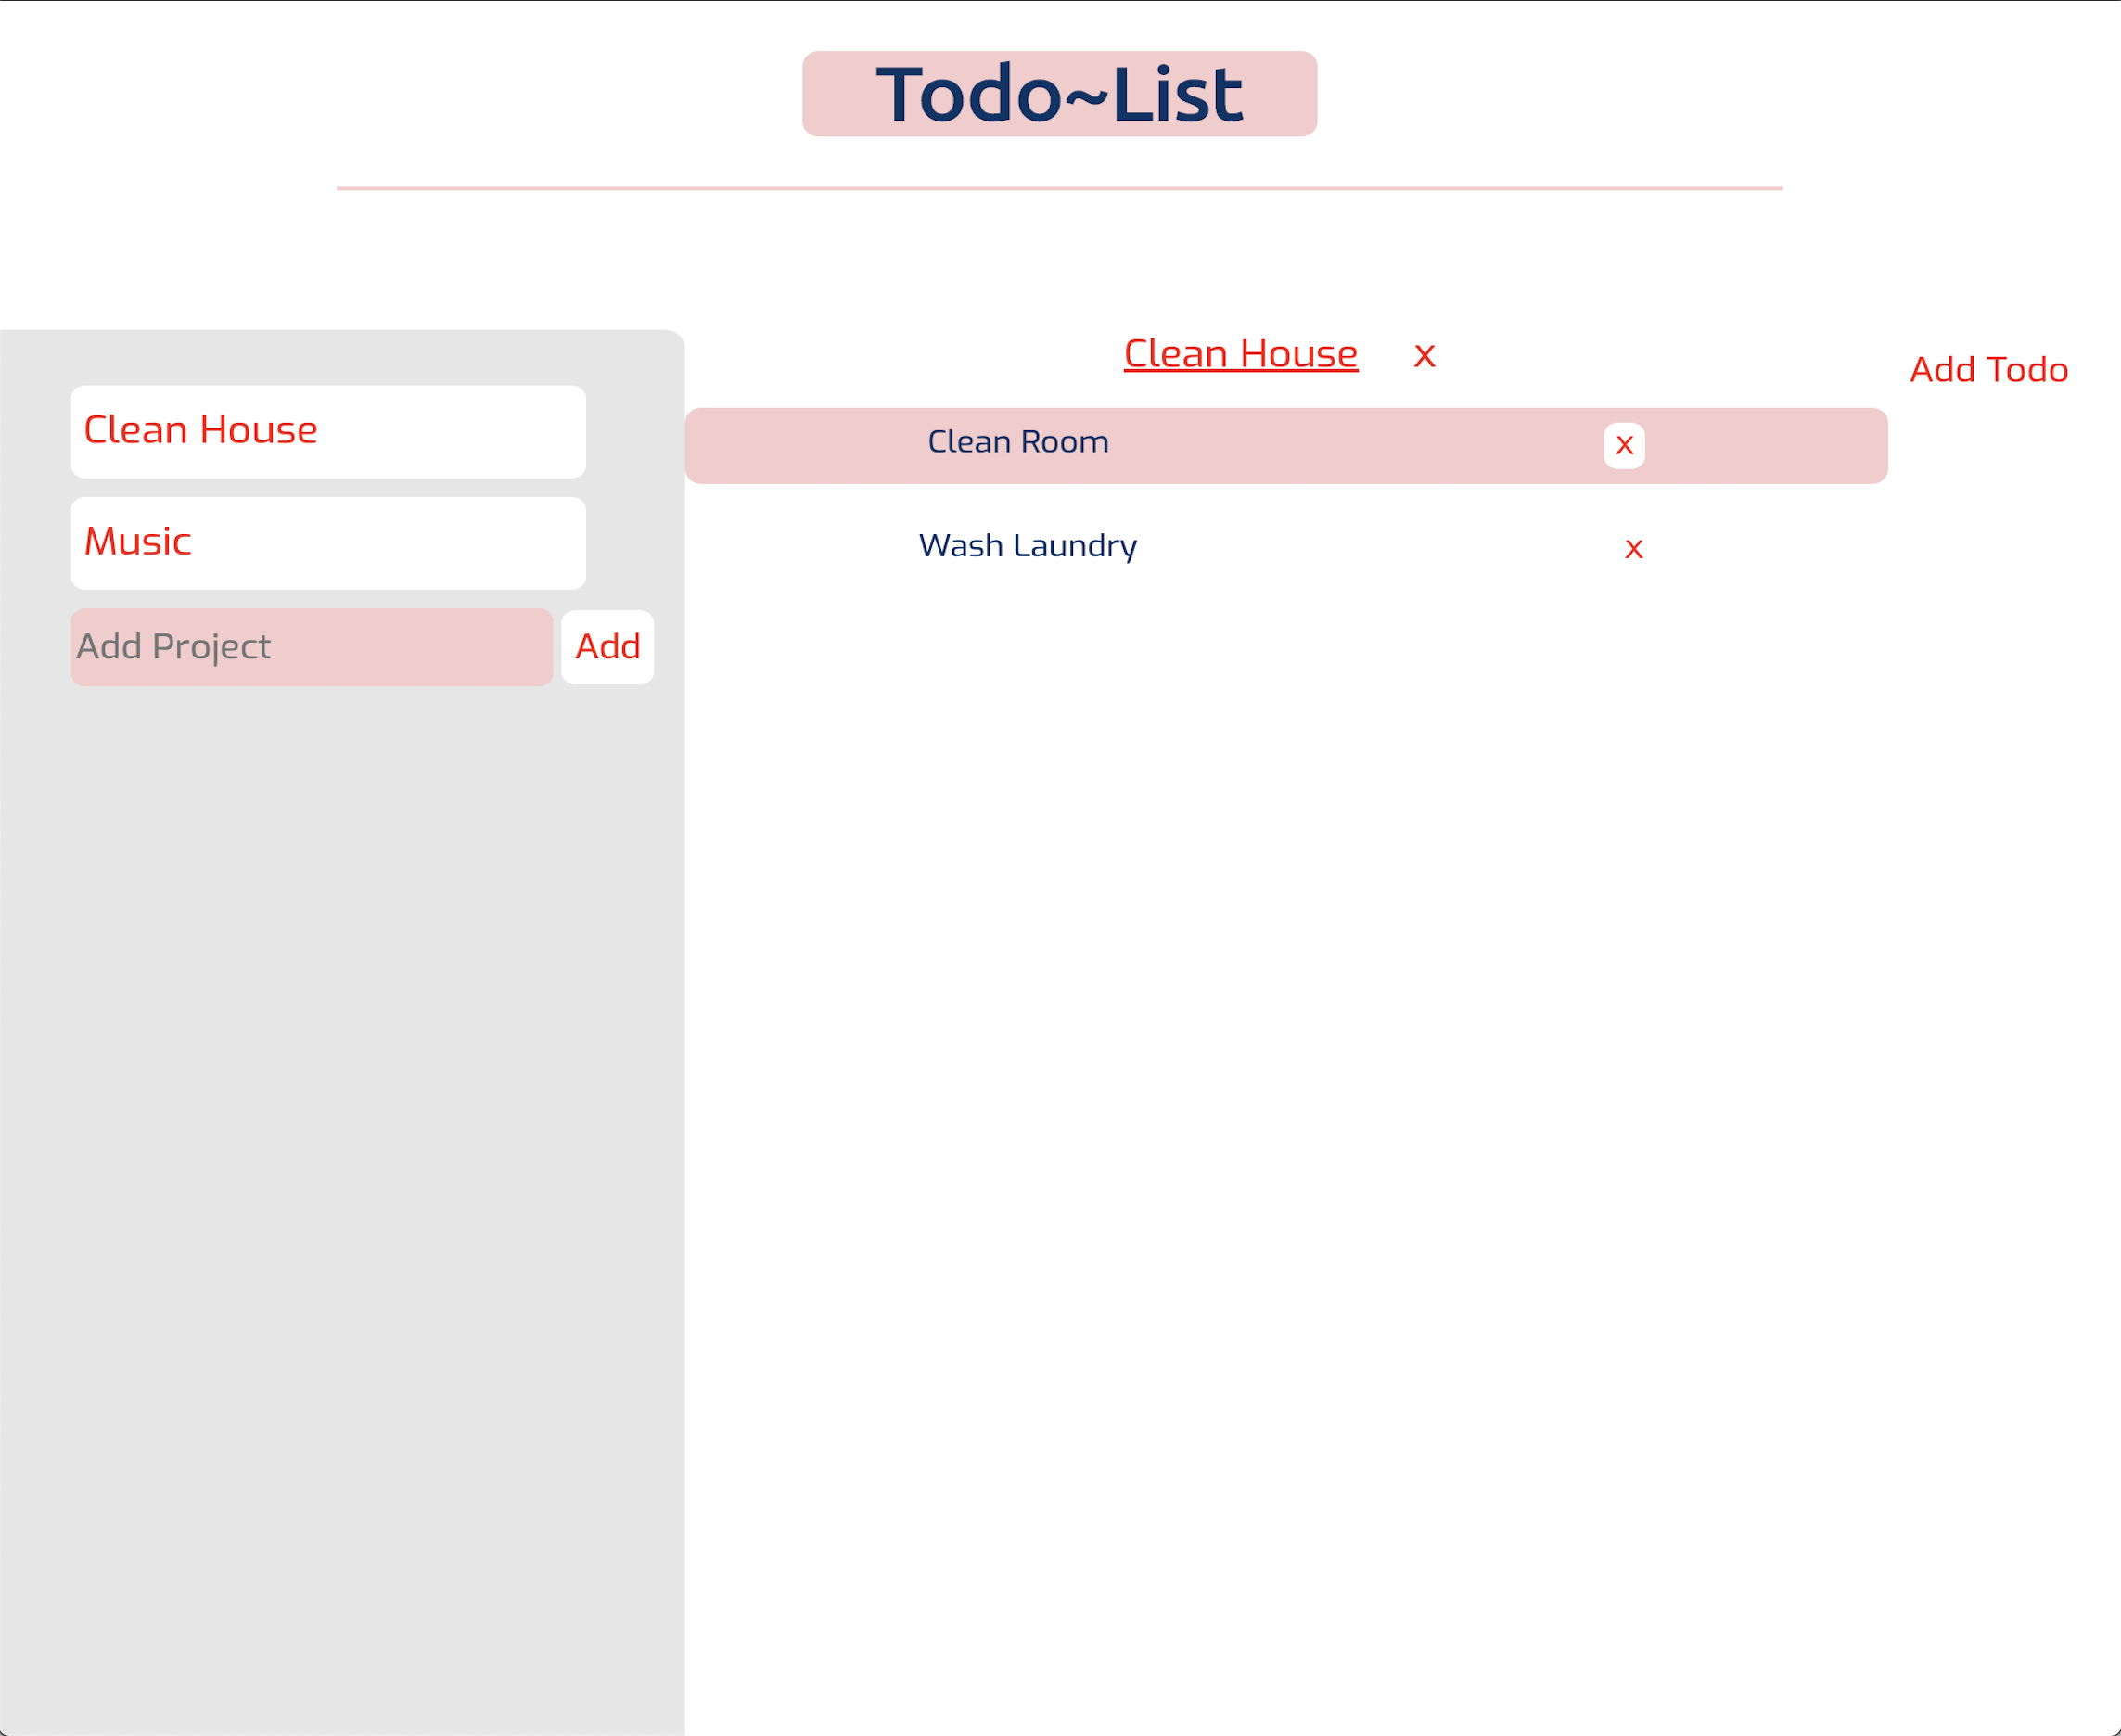 Todo~List
Clean House
Music
Add Project Add
Clean House x
Add Todo
Clean Room x
Wash Laundry x